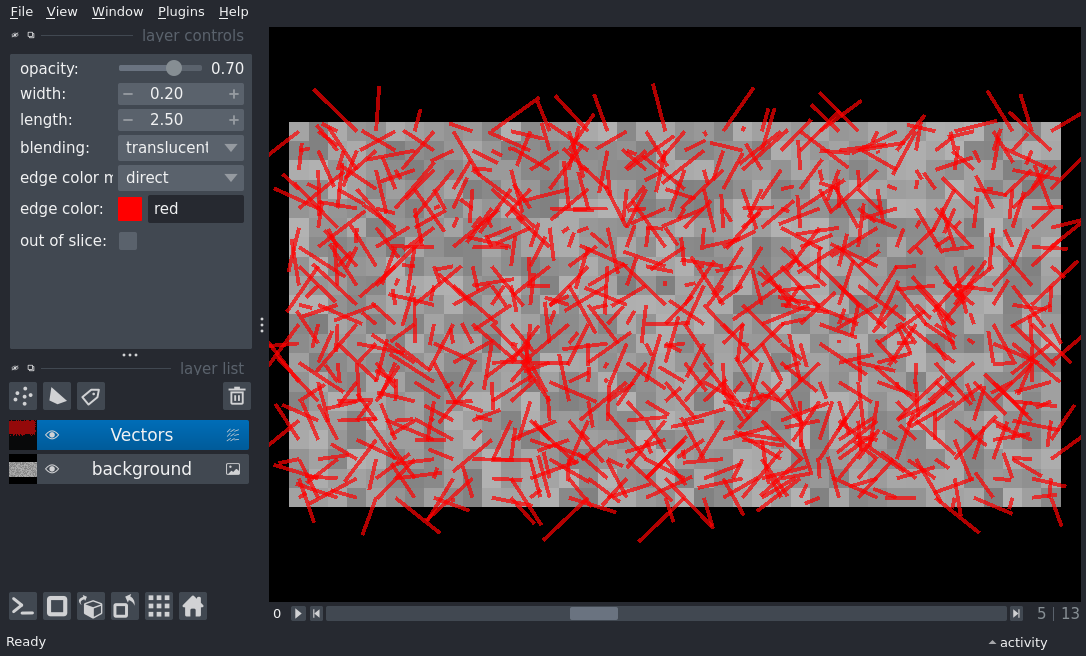 File View Window Plugins Help
layer controls
opacity: 0.70
width: 0.20
length: 2.50
blending: translucent
edge color m direct
edge color: red
out of slice:
layer list
Vectors
background
0 5 | 13
Ready activity